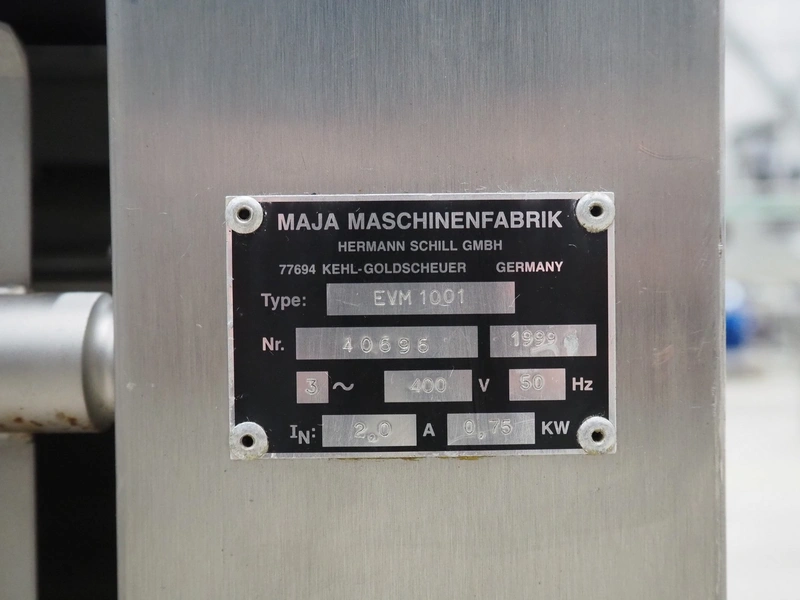 MAJA MASCHINENFABRIK
HERMANN SCHILL GMBH
77694 KEHL-GOLDSCHEUER GERMANY
Type: EVM 1001
Nr. 40696 1999
3 ~ 400 V 50 Hz
IN: 2,0 A 0,75 KW